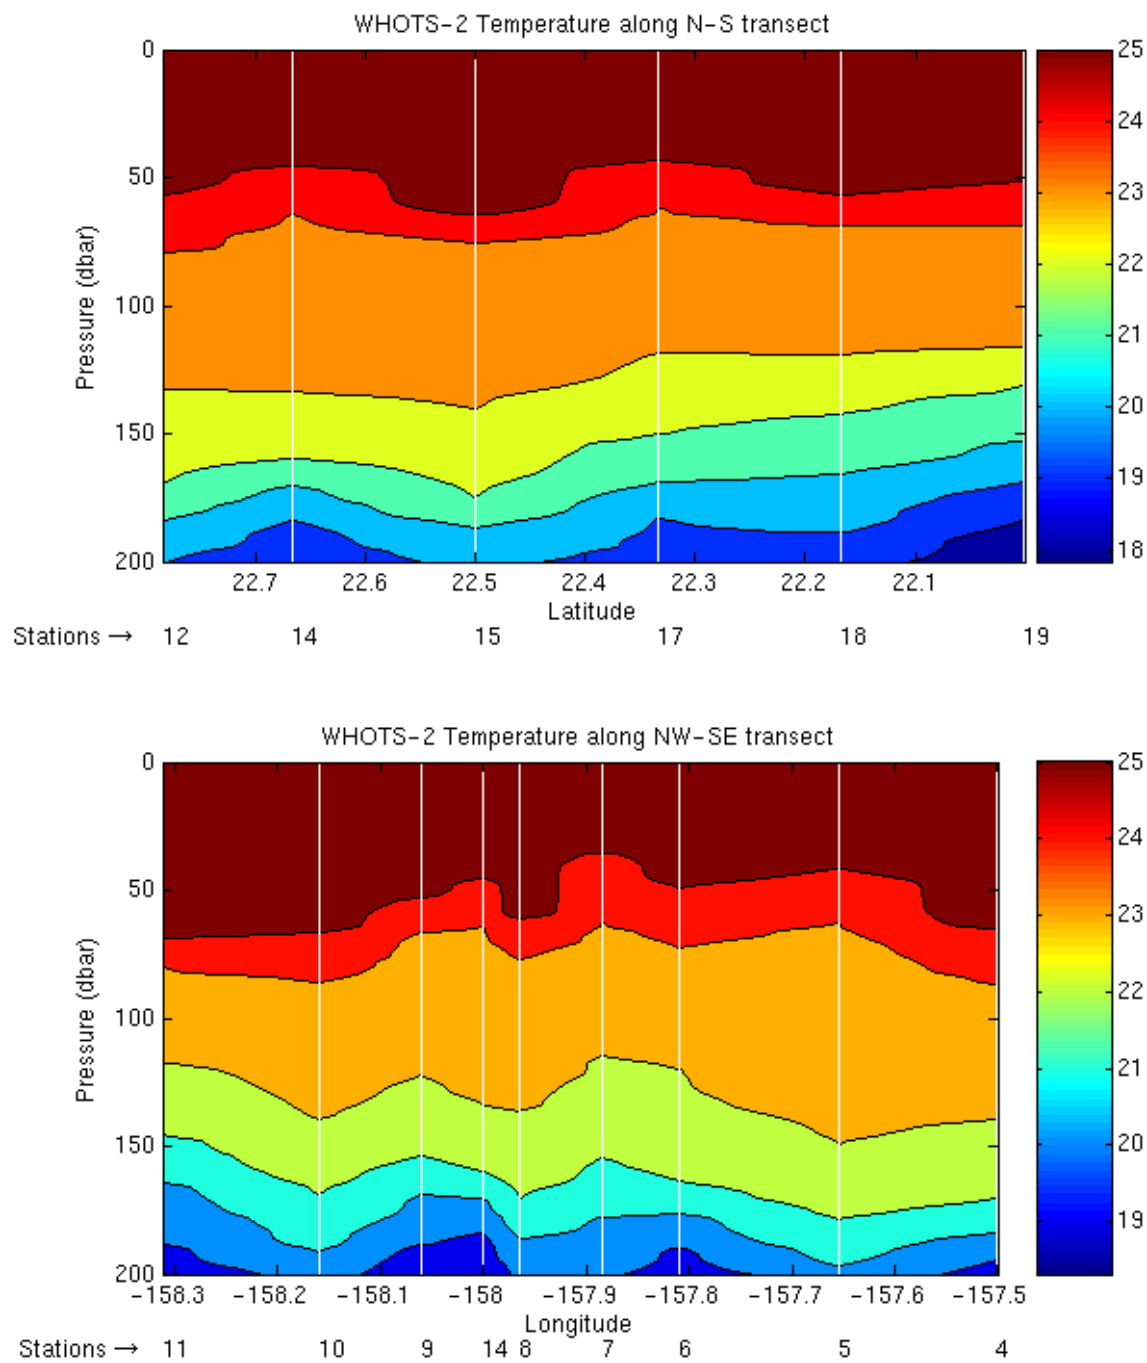 WHOTS-2 Temperature along N-S transect
0
50
100
150
200
Pressure (dbar)
22.7 22.6 22.5 22.4 22.3 22.2 22.1
Latitude
Stations → 12 14 15 17 18 19
25
24
23
22
21
20
19
18
WHOTS-2 Temperature along NW-SE transect
0
50
100
150
200
Pressure (dbar)
-158.3 -158.2 -158.1 -158 -157.9 -157.8 -157.7 -157.6 -157.5
Longitude
Stations → 11 10 9 14 8 7 6 5 4
25
24
23
22
21
20
19